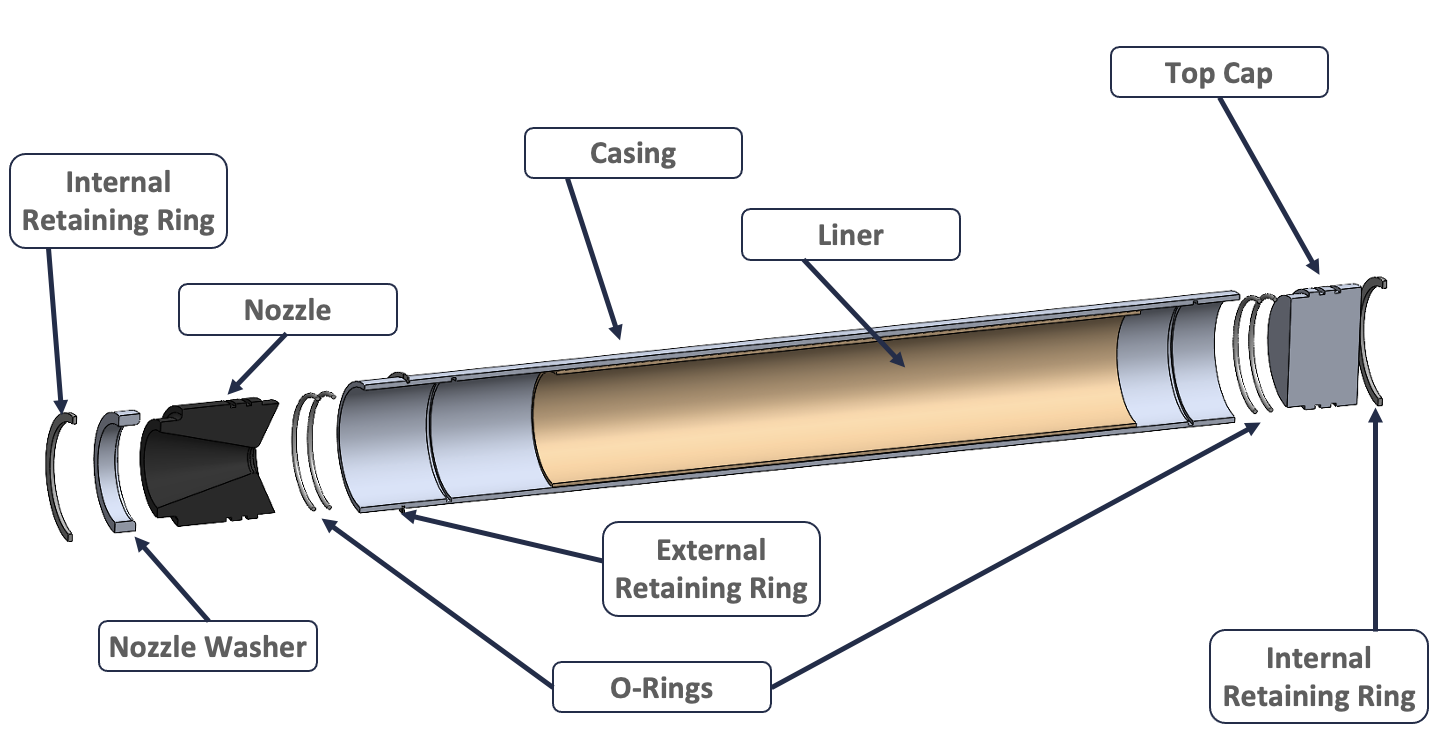 Top Cap
Casing
Internal
Retaining Ring
Liner
Nozzle
External
Retaining Ring
Nozzle Washer
O-Rings
Internal
Retaining Ring